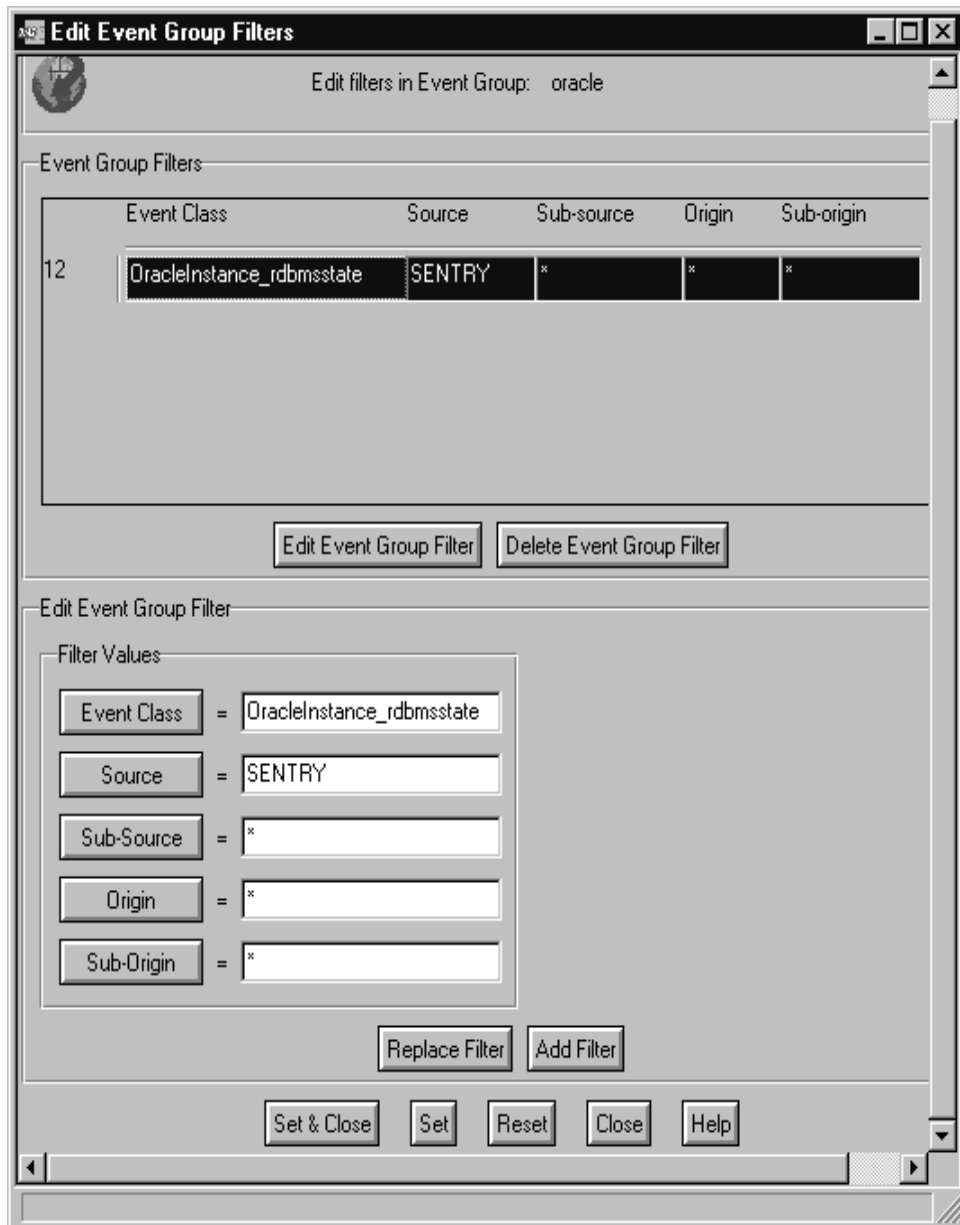 Edit Event Group Filters
Edit filters in Event Group: oracle
Event Group Filters
Event Class Source Sub-source Origin Sub-origin
12 OracleInstance_rdbmsstate SENTRY * * *
Edit Event Group Filter Delete Event Group Filter
Edit Event Group Filter
Filter Values
Event Class = OracleInstance_rdbmsstate
Source = SENTRY
Sub-Source = *
Origin = *
Sub-Origin = *
Replace Filter Add Filter
Set & Close Set Reset Close Help